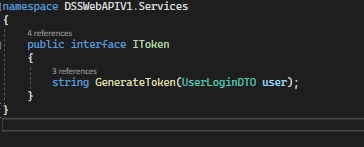 namespace DSSWebAPIV1.Services
{
4 references
public interface IToken
{
3 references
string GenerateToken(UserLoginDTO user);
}
}